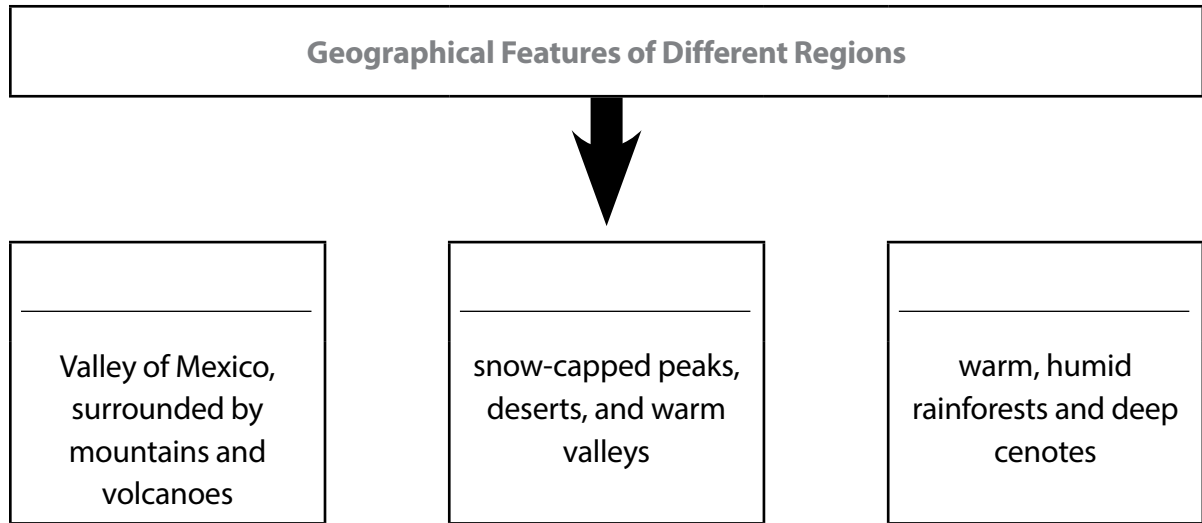 Geographical Features of Different Regions
Valley of Mexico,
surrounded by
mountains and
volcanoes
snow-capped peaks,
deserts, and warm
valleys
warm, humid
rainforests and deep
cenotes